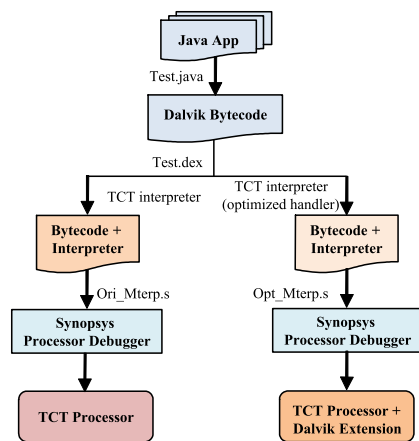 Java App
Test.java
Dalvik Bytecode
Test.dex
TCT interpreter
TCT interpreter
(optimized handler)
Bytecode +
Interpreter
Bytecode +
Interpreter
Ori_Mterp.s
Opt_Mterp.s
Synopsys
Processor Debugger
Synopsys
Processor Debugger
TCT Processor
TCT Processor +
Dalvik Extension